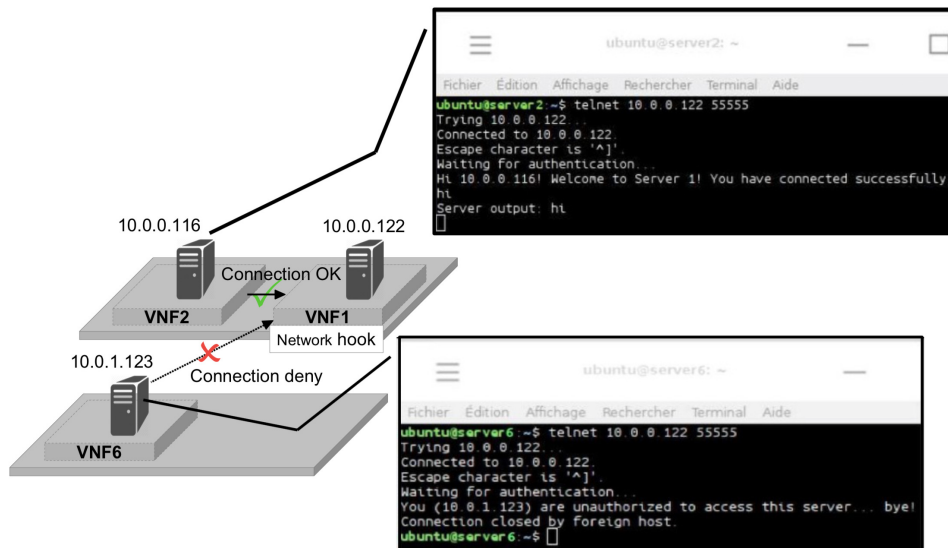 ubuntu@server2: ~
Fichier Édition Affichage Rechercher Terminal Aide
ubuntu@server2:~$ telnet 10.0.0.122 55555
Trying 10.0.0.122...
Connected to 10.0.0.122.
Escape character is '^]'.
Waiting for authentication...
Hi 10.0.0.116! Welcome to Server 1! You have connected successfully
hi
Server output: hi
10.0.0.116
10.0.0.122
Connection OK
VNF2
VNF1
Network hook
10.0.1.123
Connection deny
VNF6
ubuntu@server6: ~
Fichier Édition Affichage Rechercher Terminal Aide
ubuntu@server6:~$ telnet 10.0.0.122 55555
Trying 10.0.0.122...
Connected to 10.0.0.122.
Escape character is '^]'.
Waiting for authentication...
You (10.0.1.123) are unauthorized to access this server... bye!
Connection closed by foreign host.
ubuntu@server6:~$